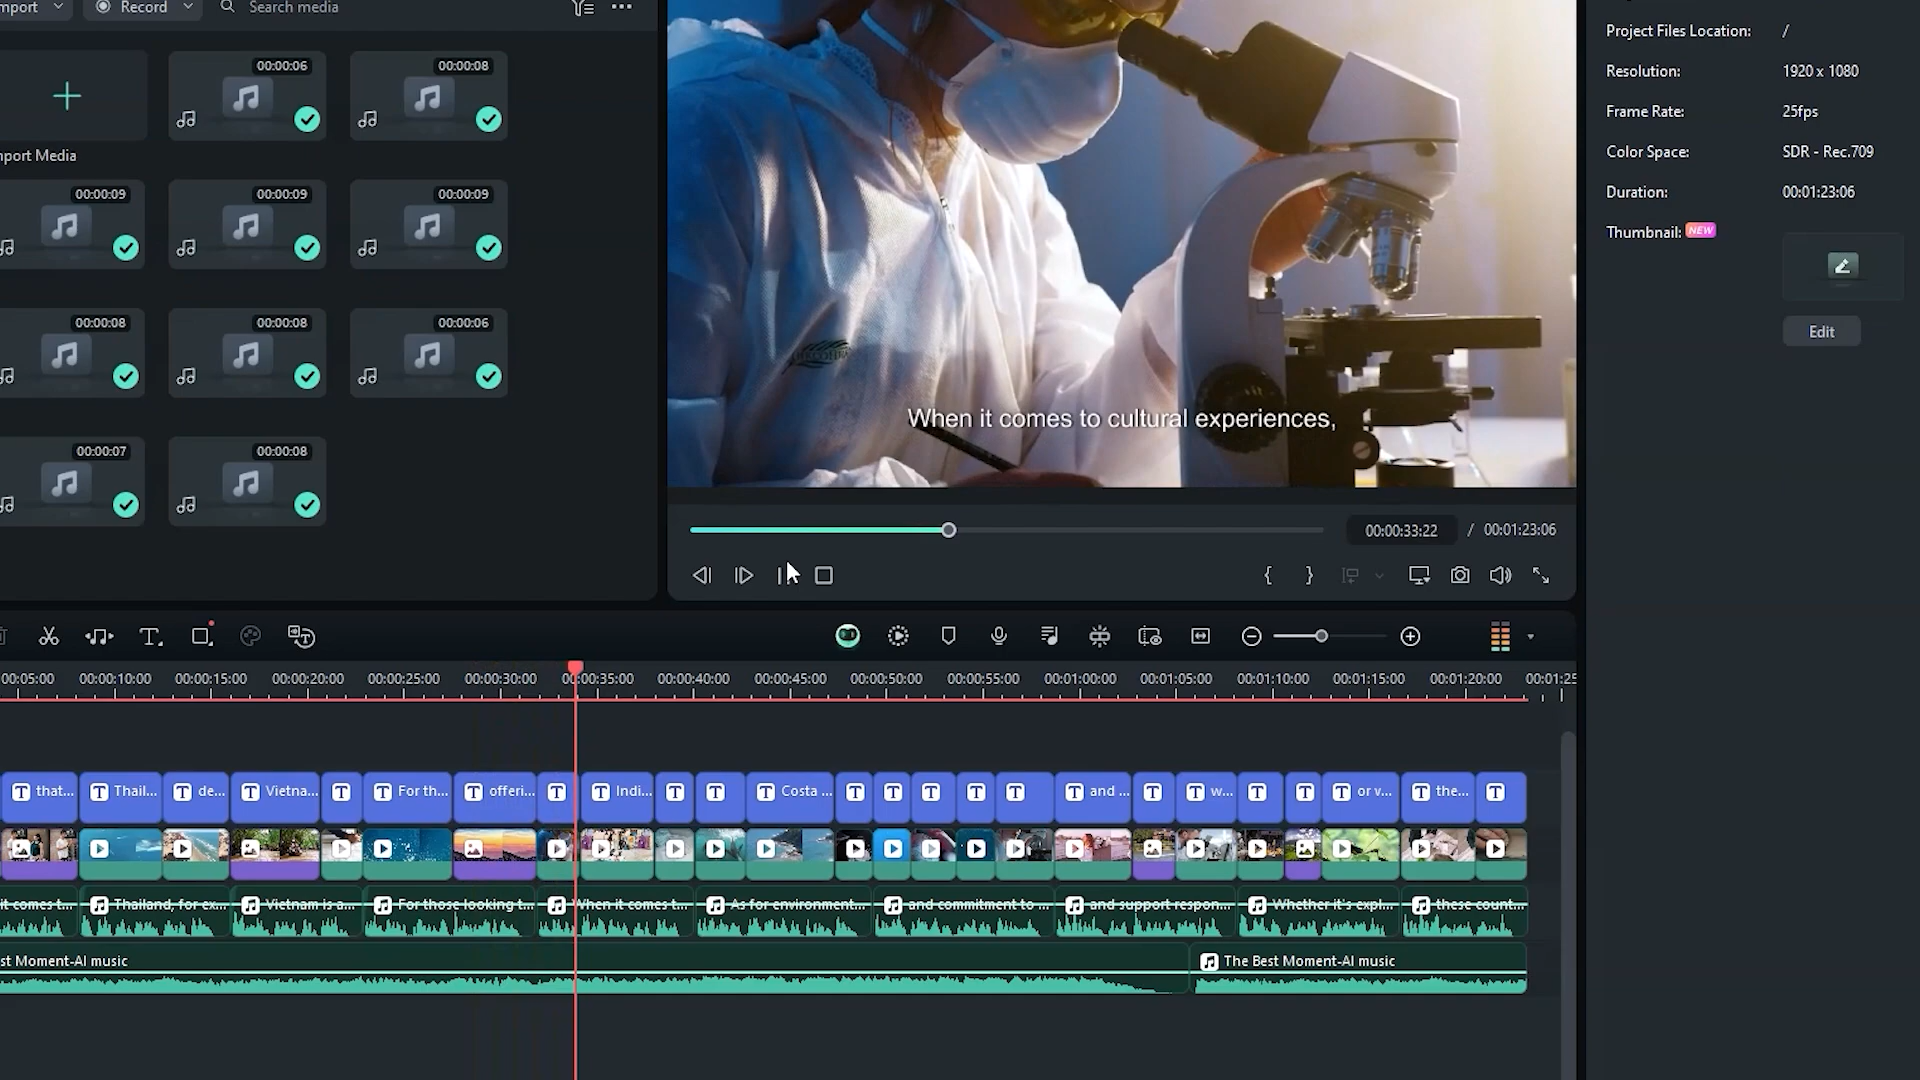 mport
Record
Search media
Project Files Location:
/
Resolution:
1920 x 1080
Frame Rate:
25fps
Color Space:
SDR - Rec.709
Duration:
00:01:23:06
Thumbnail:
NEW
Edit
00:00:06
00:00:08
mport Media
00:00:09
00:00:09
00:00:09
00:00:08
00:00:08
00:00:06
00:00:07
00:00:08
When it comes to cultural experiences,
00:00:33:22
/
00:01:23:06
00:05:00
00:00:10:00
00:00:15:00
00:00:20:00
00:00:25:00
00:00:30:00
00:00:35:00
00:00:40:00
00:00:45:00
00:00:50:00
00:00:55:00
00:01:00:00
00:01:05:00
00:01:10:00
00:01:15:00
00:01:20:00
00:01:25
that...
Thail...
de...
Vietna...
For th...
offeri...
Indi...
Costa ...
and ...
w...
or v...
the...
it comes t...
Thailand, for ex...
Vietnam is a...
For those looking t...
When it comes t...
As for environment...
and commitment to ...
and support respon...
Whether it's expl...
these count...
st Moment-AI music
The Best Moment-AI music